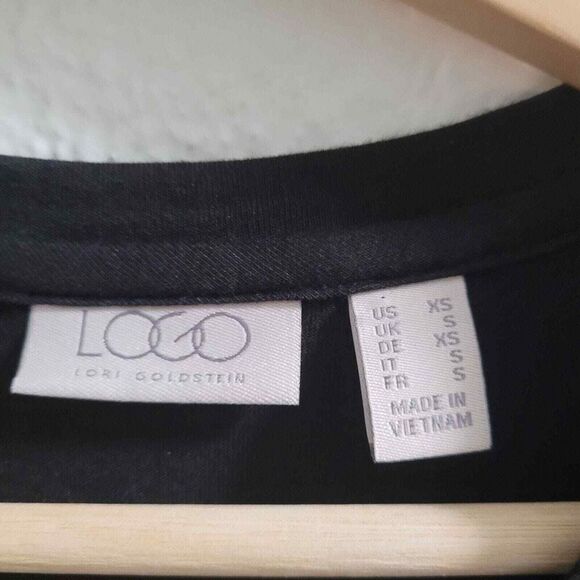 LOGO
LORI GOLDSTEIN
US XS
UK S
DE XS
IT S
FR S
MADE IN
VIETNAM